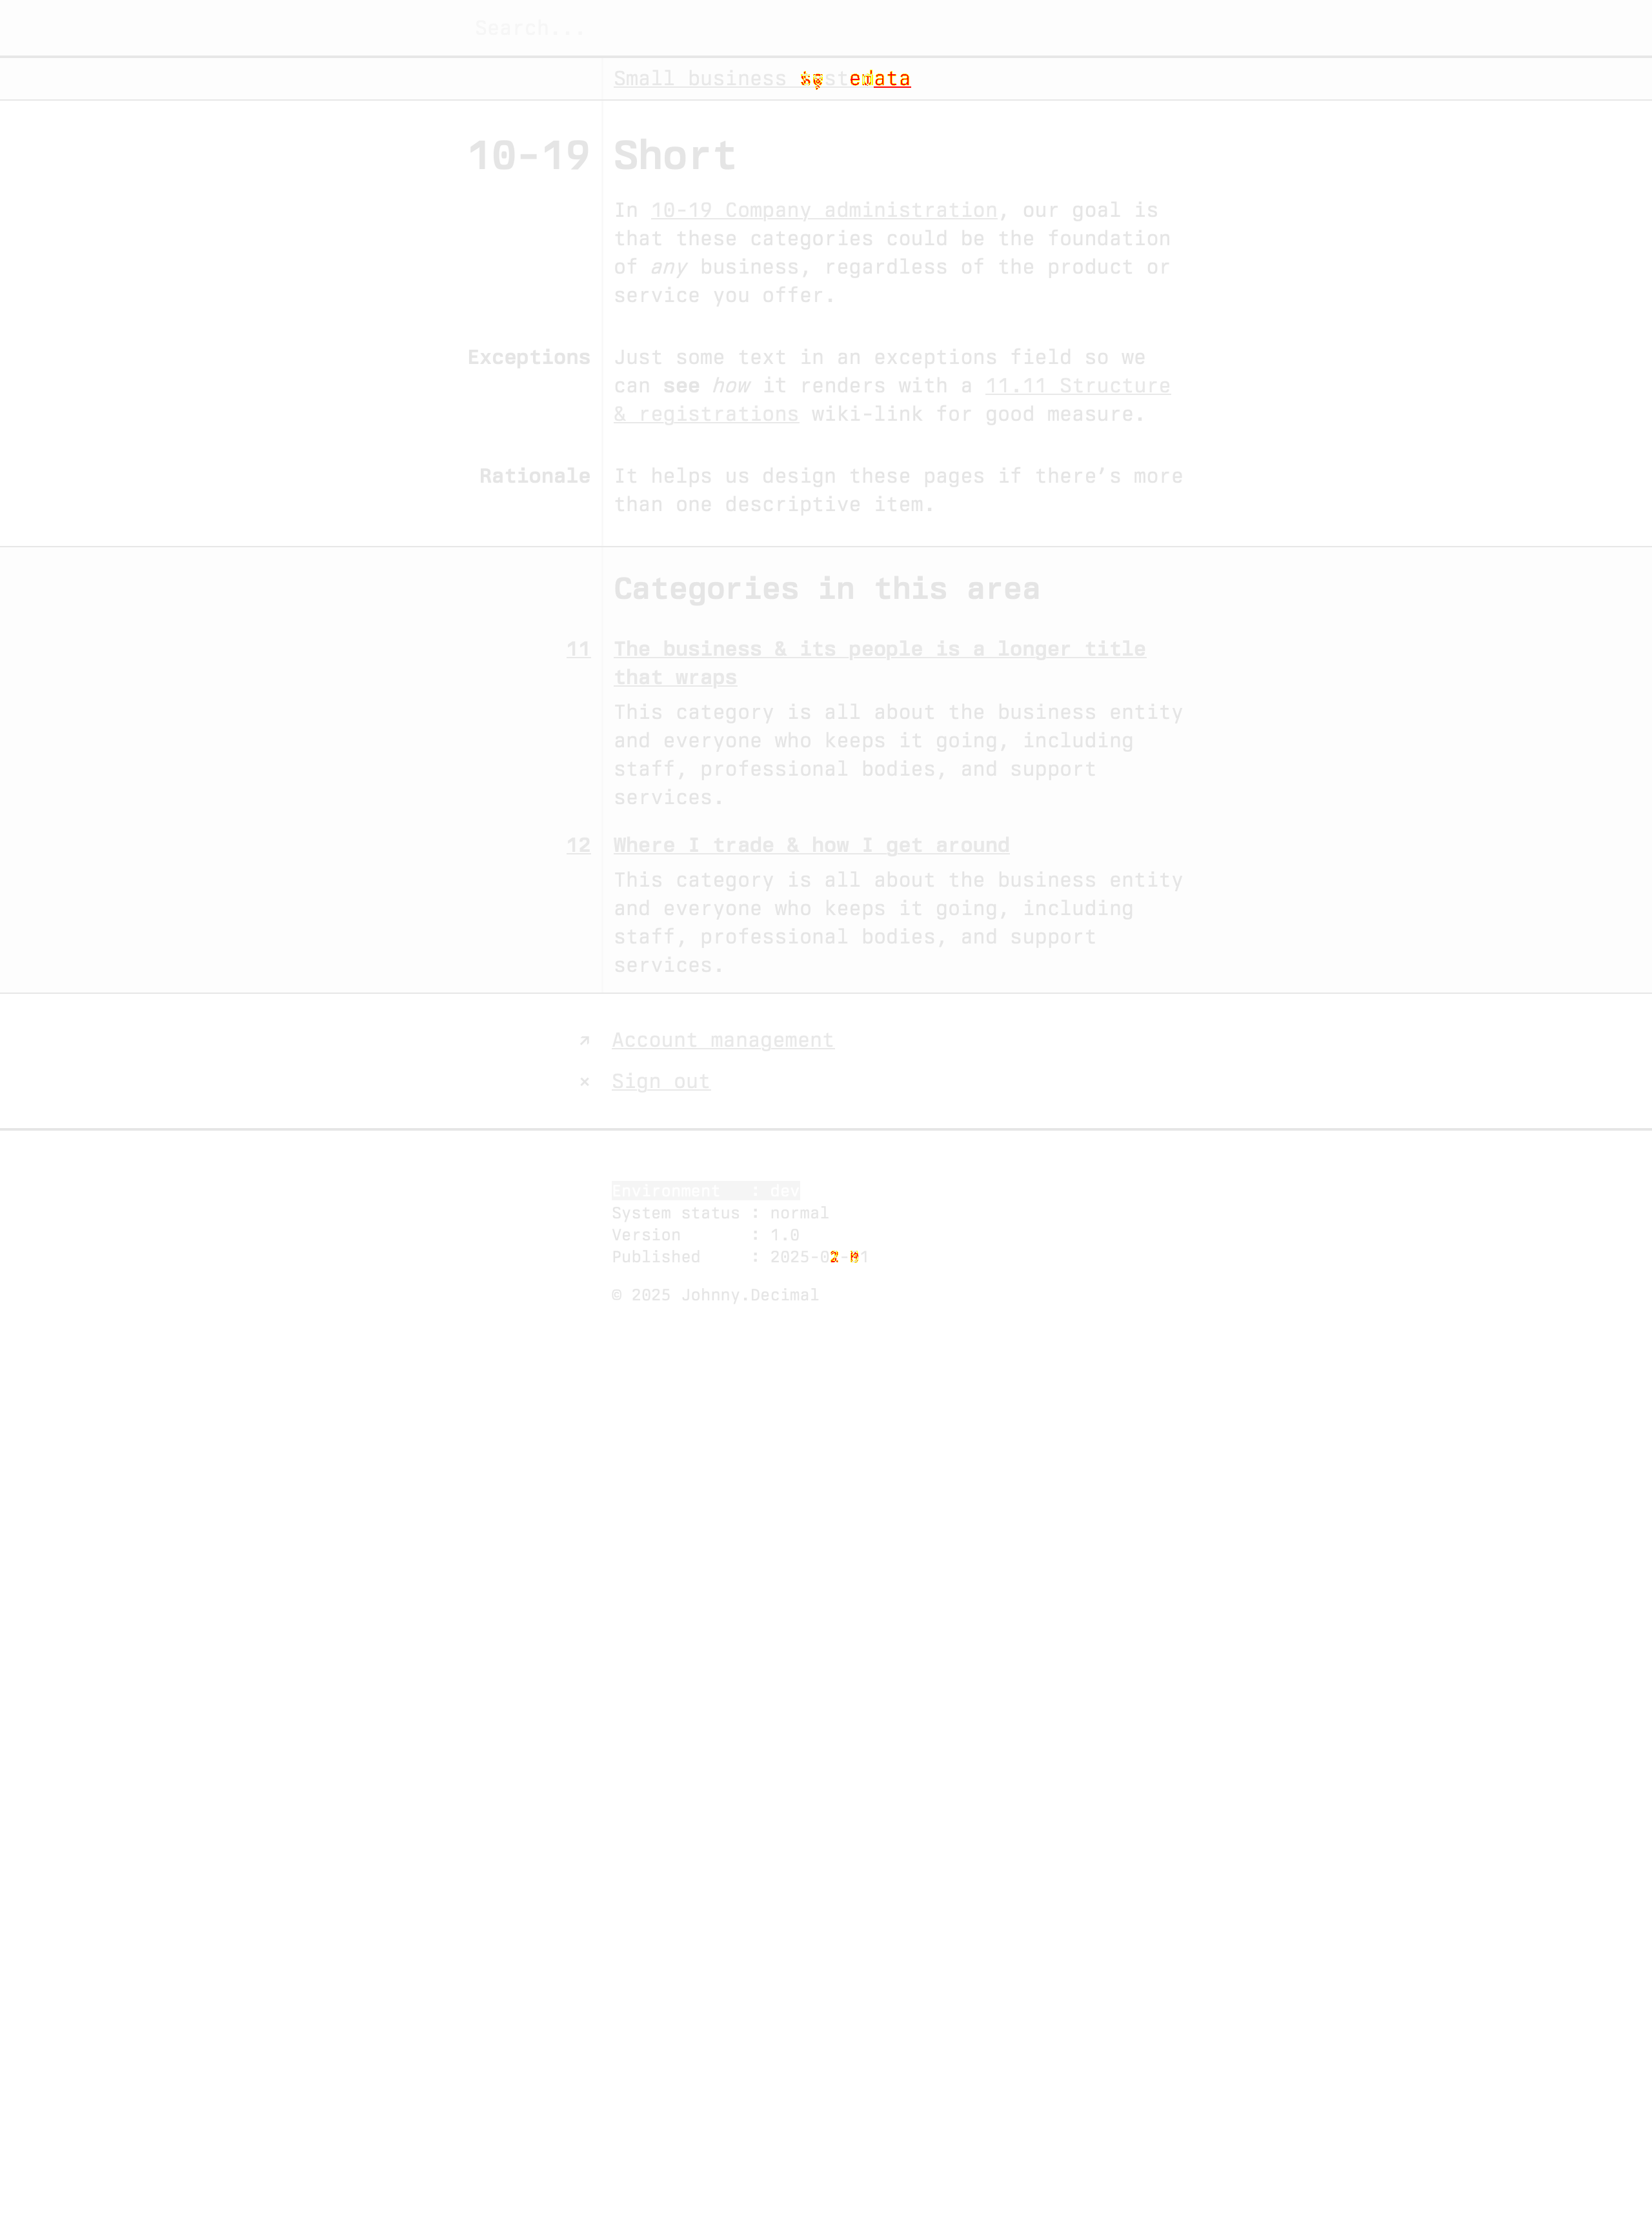 Search...
Small business
10-19 Short
In 10-19 Company administration, our goal is
that these categories could be the foundation
of any business, regardless of the product or
service you offer.
Exceptions Just some text in an exceptions field so we
can see how it renders with a 11.11 Structure
& registrations wiki-link for good measure.
Rationale It helps us design these pages if there’s more
than one descriptive item.
Categories in this area
11 The business & its people is a longer title
that wraps
This category is all about the business entity
and everyone who keeps it going, including
staff, professional bodies, and support
services.
12 Where I trade & how I get around
This category is all about the business entity
and everyone who keeps it going, including
staff, professional bodies, and support
services.
↗ Account management
× Sign out
Environment : dev
System status : normal
Version : 1.0
Published :
© 2025 Johnny.Decimal